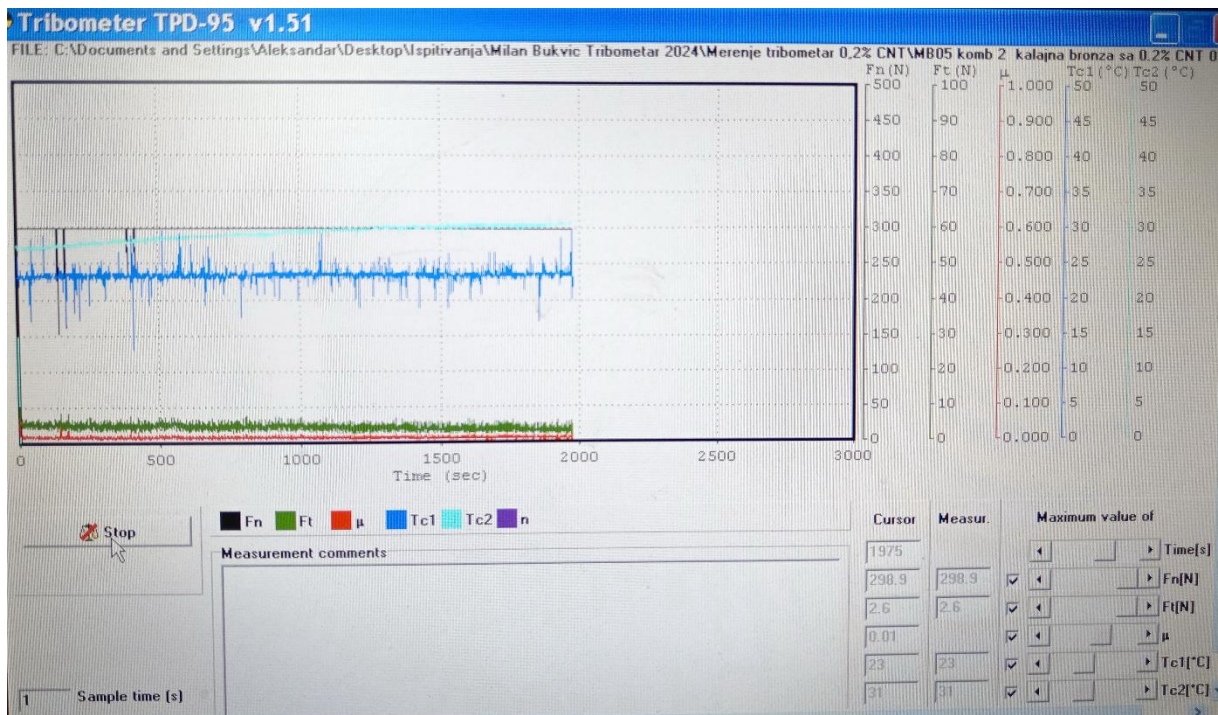 Tribometer TPD-95 v1.51
FILE: C:\Documents and Settings\Aleksandar\Desktop\Ispitivanja\Milan Bukvic Tribometar 2024\Merenje tribometar 0,2% CNT\MB05 komb 2 kalajna bronza sa 0.2% CNT 0
Fn(N) Ft(N) μ Tc1(°C) Tc2(°C)
500 100 1.000 50 50
450 90 0.900 45 45
400 80 0.800 40 40
350 70 0.700 35 35
300 60 0.600 30 30
250 50 0.500 25 25
200 40 0.400 20 20
150 30 0.300 15 15
100 20 0.200 10 10
50 10 0.100 5 5
0 0 0.000 0 0
0 500 1000 1500 2000 2500 3000
Time (sec)
Stop
Fn Ft μ Tc1 Tc2 n
Measurement comments
Cursor Measur. Maximum value of
1975 Time[s]
298.9 298.9 Fn[N]
2.6 2.6 Ft[N]
0.01 μ
23 23 Tc1[°C]
31 31 Tc2[°C]
1 Sample time [s]